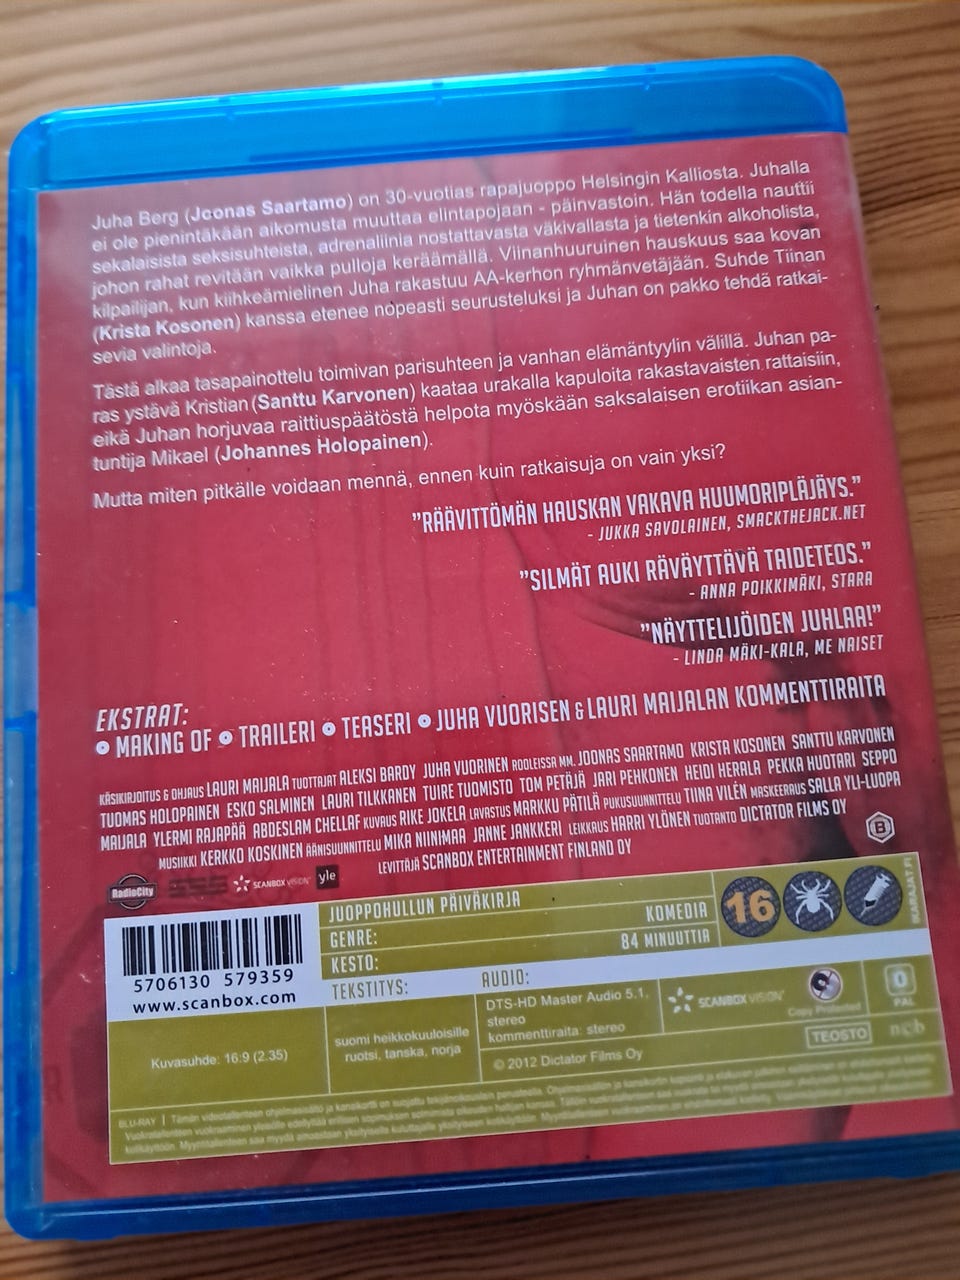 Juha Berg (Joonas Saartamo) on 30-vuotias rapajuoppo Helsingin Kalliosta. Juhalla
ei ole pienintäkään aikomusta muuttaa elintapojaan - päinvastoin. Hän todella nauttii
sekalaisista seksisuhteista, adrenaliinia nostattavasta väkivallasta ja tietenkin alkoholista,
johon rahat revitään vaikka pulloja keräämällä. Viinanhuuruinen hauskuus saa kovan
kilpailijan, kun kiihkeämielinen Juha rakastuu AA-kerhon ryhmänvetäjään. Suhde Tiinan
(Krista Kosonen) kanssa etenee nopeasti seurusteluksi ja Juhan on pakko tehdä ratkai-
sevia valintoja.
Tästä alkaa tasapainottelu toimivan parisuhteen ja vanhan elämäntyylin välillä. Juhan pa-
ras ystävä Kristian (Santtu Karvonen) kaataa urakalla kapuloita rakastavaisten rattaisiin,
eikä Juhan horjuvaa raittiuspäätöstä helpota myöskään saksalaisen erotiikan asian-
tuntija Mikael (Johannes Holopainen).
Mutta miten pitkälle voidaan mennä, ennen kuin ratkaisuja on vain yksi?
"RÄÄVITTÖMÄN HAUSKAN VAKAVA HUUMORIPLÄJÄYS."
- JUKKA SAVOLAINEN, SMACKTHEJACK.NET
"SILMÄT AUKI RÄVÄYTTÄVÄ TAIDETEOS."
- ANNA POIKKIMÄKI, STARA
"NÄYTTELIJÖIDEN JUHLAA!"
- LINDA MÄKI-KALA, ME NAISET
EKSTRAT:
• MAKING OF • TRAILERI • TEASERI • JUHA VUORISEN & LAURI MAIJALAN KOMMENTTIRAITA
KÄSIKIRJOITUS & OHJAUS LAURI MAIJALA TUOTTAJAT ALEKSI BARDY JUHA VUORINEN ROOLEISSA MM. JOONAS SAARTAMO KRISTA KOSONEN SANTTU KARVONEN
TUOMAS HOLOPAINEN ESKO SALMINEN LAURI TILKKANEN TUIRE TUOMISTO TOM PETÄJÄ JARI PEHKONEN HEIDI HERALA PEKKA HUOTARI SEPPO
MAIJALA YLERMI RAJAPÄÄ ABDESLAM CHELLAF KUVAUS RIKE JOKELA LAVASTUS MARKKU PÄTILÄ PUKUSUUNNITTELU TIINA VILÉN MASKEERAUS SALLA YLI-LUOPA
MUSIIKKI KERKKO KOSKINEN ÄÄNISUUNNITTELU MIKA NIINIMAA JANNE JANKKERI LEIKKAUS HARRI YLÖNEN TUOTANTO DICTATOR FILMS OY
LEVITTÄJÄ SCANBOX ENTERTAINMENT FINLAND OY
B
RadioCity SCANBOX VISION yle
JUOPPOHULLUN PÄIVÄKIRJA
GENRE: KOMEDIA
KESTO: 84 MINUUTTIA
16
KARAJAT.FI
5706130 579359
www.scanbox.com
TEKSTITYS:
AUDIO:
Kuvasuhde: 16:9 (2.35)
suomi heikkokuuloisille
ruotsi, tanska, norja
DTS-HD Master Audio 5.1,
stereo
kommenttiraita: stereo
© 2012 Dictator Films Oy
SCANBOX VISION
Copy Protected
0
PAL
TEOSTO
ncb
BLU-RAY